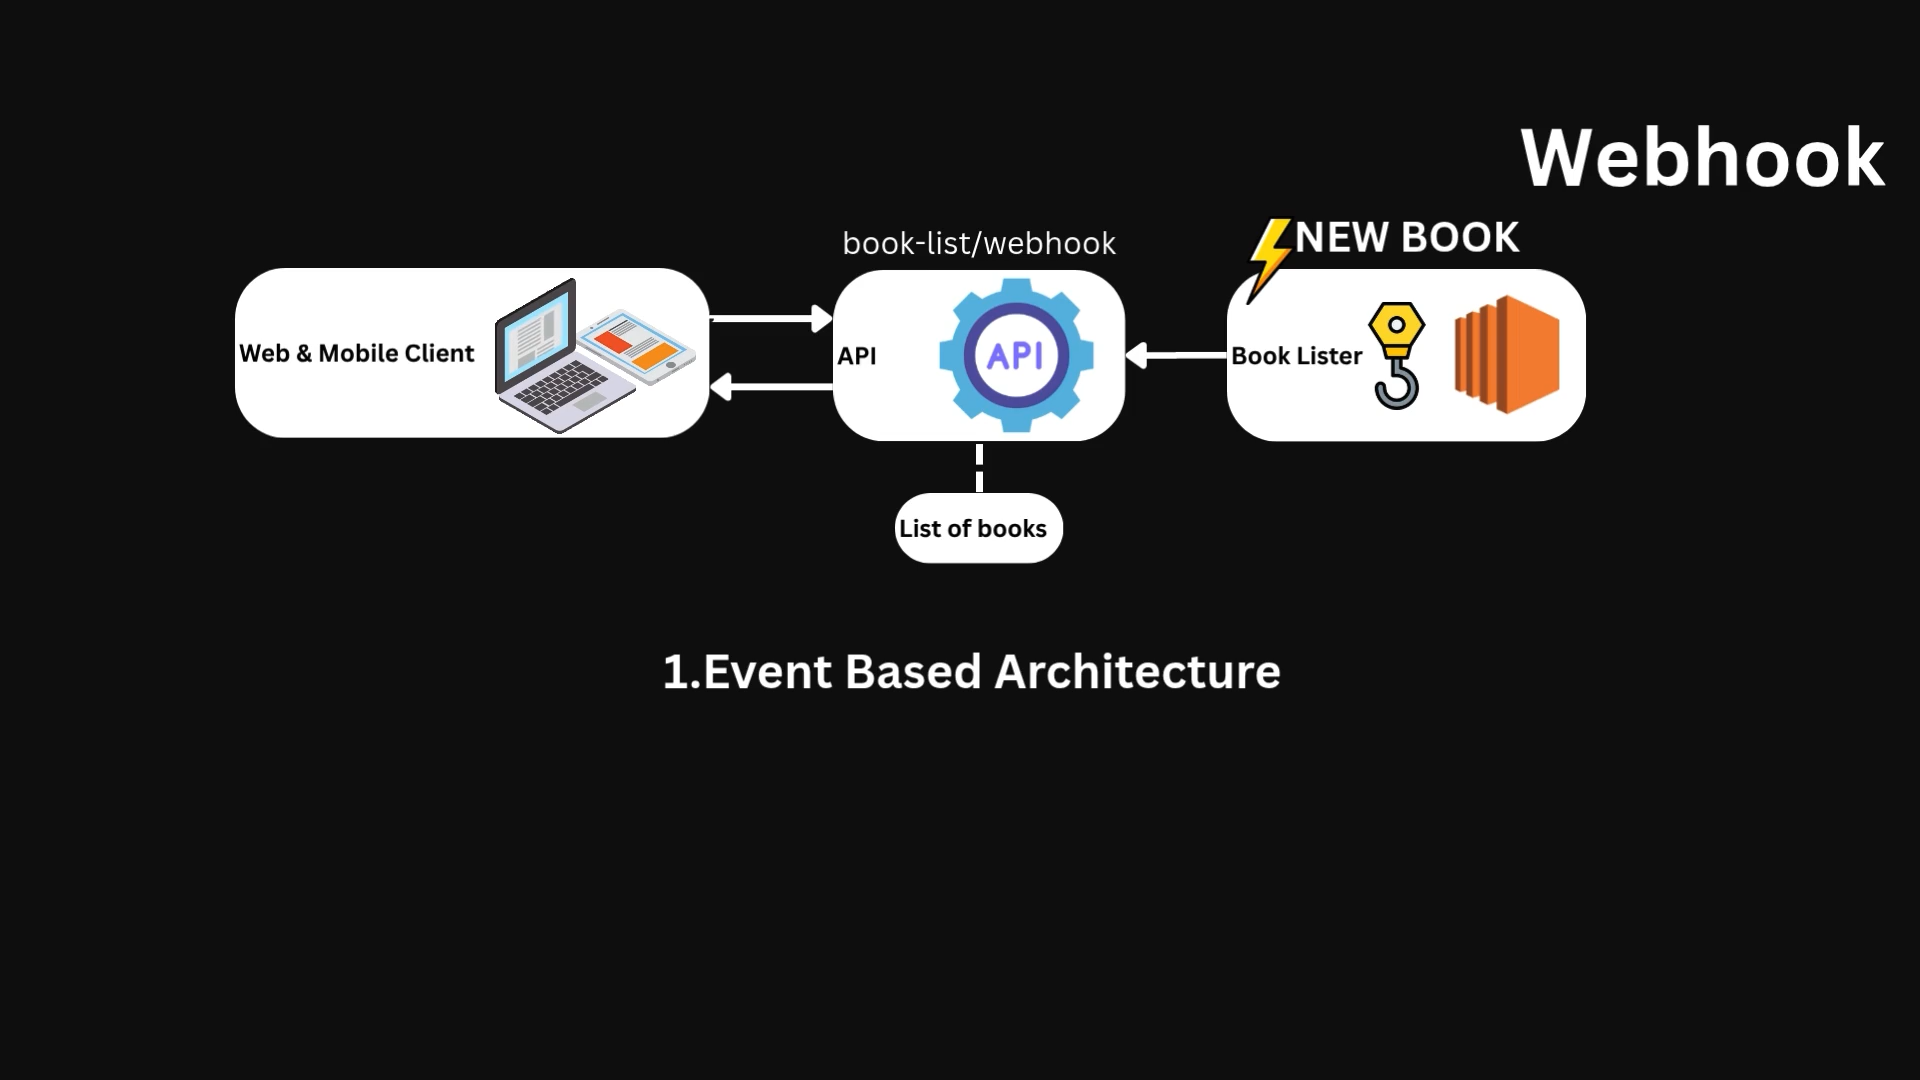 Webhook
book-list/webhook
NEW BOOK
Web & Mobile Client
API
API
Book Lister
List of books
1.Event Based Architecture